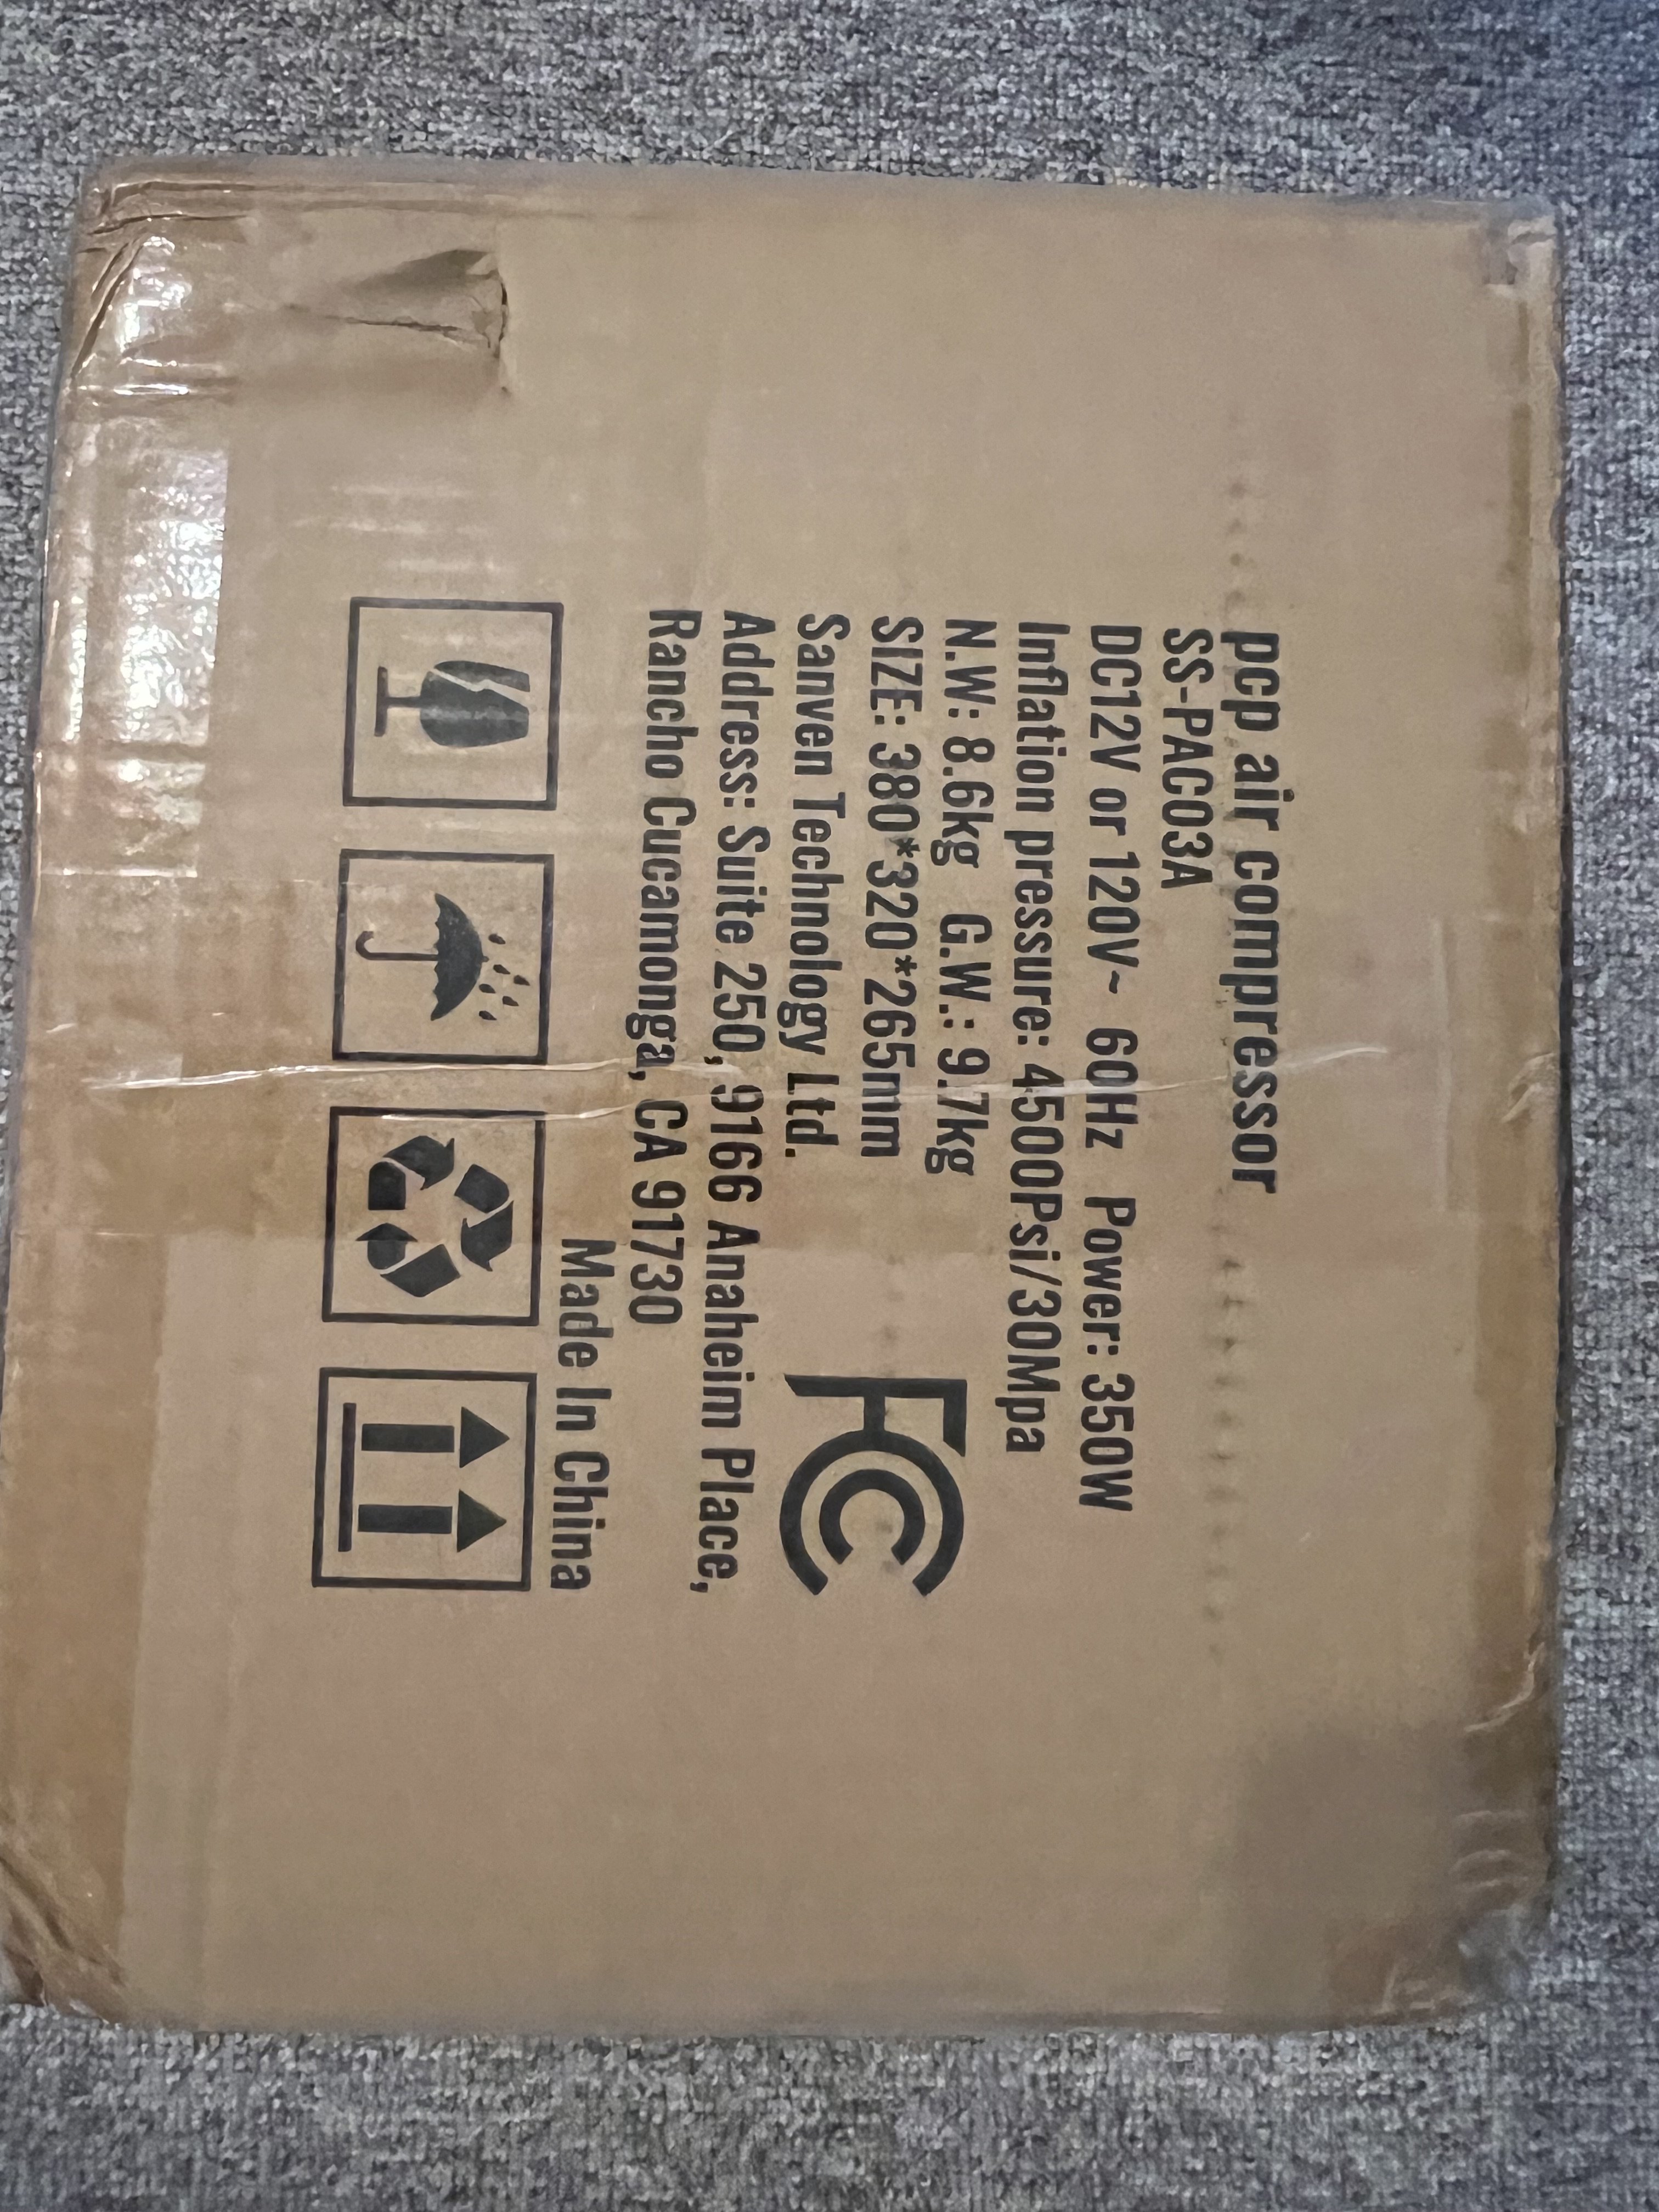 pcp air compressor
SS-PAC03A
DC12V or 120V~ 60Hz Power: 350W
Inflation pressure: 4500Psi/30Mpa
N.W: 8.6kg G.W.: 9.7kg
SIZE: 380*320*265mm
Sanven Technology Ltd.
FC
Address: Suite 250, 9166 Anaheim Place,
Rancho Cucamonga, CA 91730
Made In China